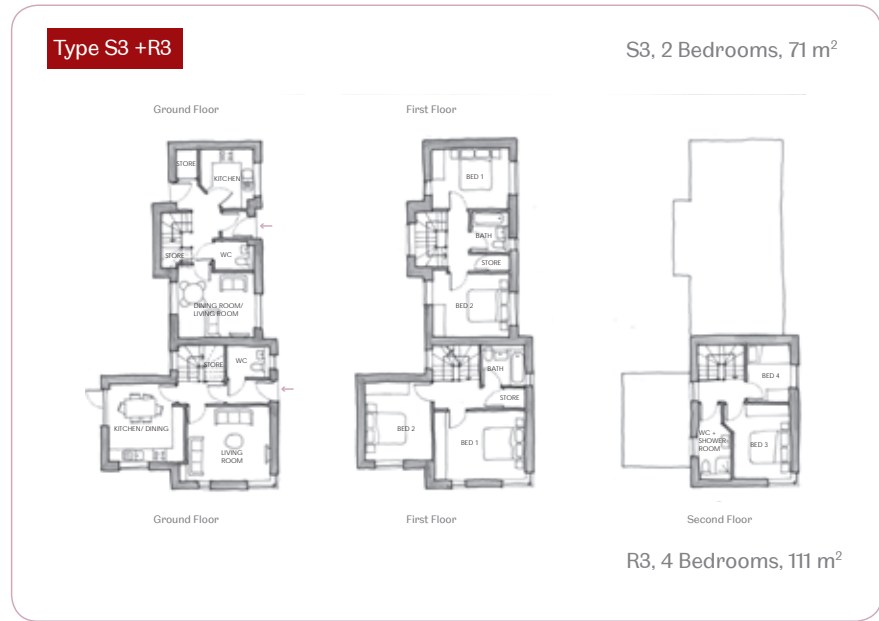 Type S3 +R3
S3, 2 Bedrooms, 71 m²
Ground Floor
First Floor
STORE
KITCHEN
STORE
WC
DINING ROOM/
LIVING ROOM
BED 1
BATH
STORE
BED 2
STORE
WC
KITCHEN/ DINING
LIVING
ROOM
BATH
STORE
BED 2
BED 1
BED 4
WC +
SHOWER
ROOM
BED 3
Ground Floor
First Floor
Second Floor
R3, 4 Bedrooms, 111 m²